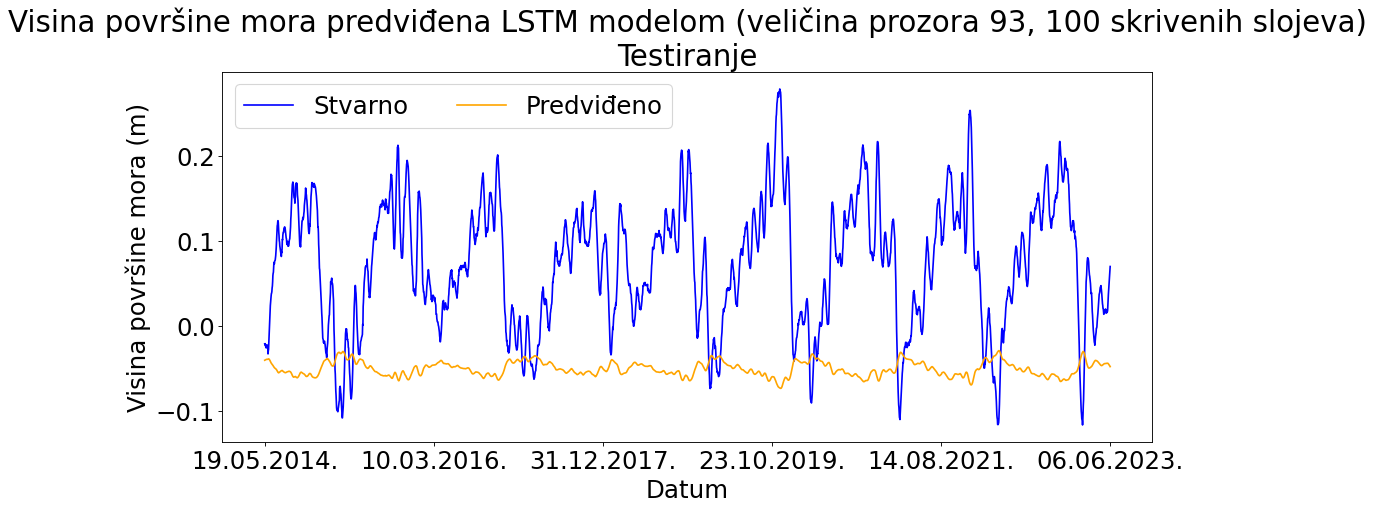 Visina površine mora predviđena LSTM modelom (veličina prozora 93, 100 skrivenih slojeva)
Testiranje
Stvarno
Predviđeno
Visina površine mora (m)
0.2
0.1
0.0
−0.1
19.05.2014.
10.03.2016.
31.12.2017.
23.10.2019.
14.08.2021.
06.06.2023.
Datum